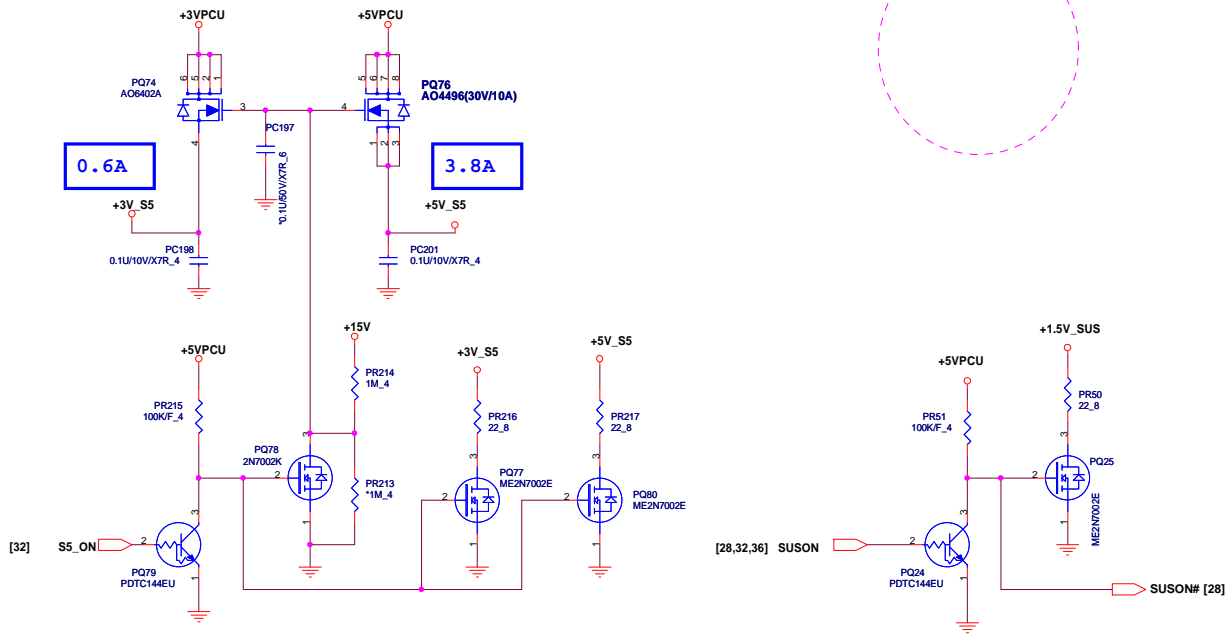 +3VPCU
+5VPCU
6
5
2
1
5
6
7
8
PQ74
AO6402A
PQ76
AO4496(30V/10A)
3
4
4
1
2
3
PC197
*0.1U/50V/X7R_6
0.6A
3.8A
+3V_S5
+5V_S5
PC198
0.1U/10V/X7R_4
PC201
0.1U/10V/X7R_4
+15V
+5VPCU
+3V_S5
+5V_S5
PR214
1M_4
PR215
100K/F_4
PR216
22_8
PR217
22_8
PQ78
2N7002K
3
2
1
PR213
*1M_4
PQ77
ME2N7002E
3
2
1
PQ80
ME2N7002E
3
2
1
[32]
S5_ON
2
3
1
PQ79
PDTC144EU
+1.5V_SUS
+5VPCU
PR50
22_8
PR51
100K/F_4
PQ25
ME2N7002E
3
2
1
[28,32,36]
SUSON
2
3
1
PQ24
PDTC144EU
SUSON# [28]